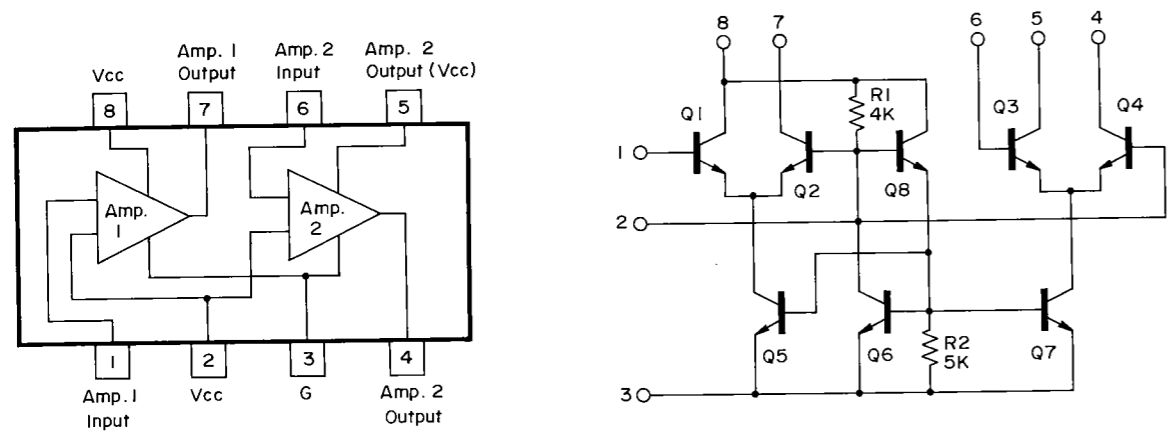 Vcc
Amp. 1
Output
Amp. 2
Input
Amp. 2
Output (Vcc)
8
7
6
5
Amp.
1
Amp.
2
1
2
3
4
Amp. 1
Input
Vcc
G
Amp. 2
Output
8
7
6
5
4
Q1
R1
4K
Q3
Q4
1
Q2
Q8
2
Q5
Q6
R2
5K
Q7
3